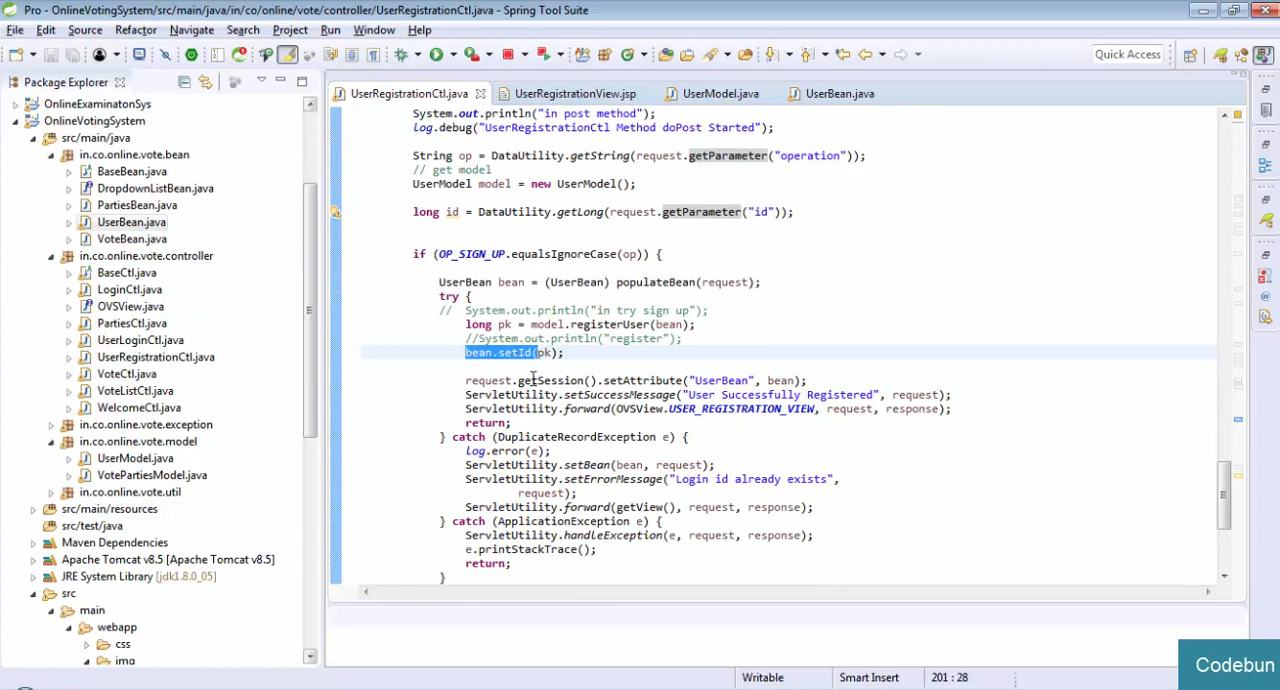 Pro - OnlineVotingSystem/src/main/java/in/co/online/vote/controller/UserRegistrationCtl.java - Spring Tool Suite
File Edit Source Refactor Navigate Search Project Run Window Help
Quick Access
Package Explorer
OnlineExaminatonSys
OnlineVotingSystem
src/main/java
in.co.online.vote.bean
BaseBean.java
DropdownListBean.java
PartiesBean.java
UserBean.java
VoteBean.java
in.co.online.vote.controller
BaseCtl.java
LoginCtl.java
OVSView.java
PartiesCtl.java
UserLoginCtl.java
UserRegistrationCtl.java
VoteCtl.java
VoteListCtl.java
WelcomeCtl.java
in.co.online.vote.exception
in.co.online.vote.model
UserModel.java
VotePartiesModel.java
in.co.online.vote.util
src/main/resources
src/test/java
Maven Dependencies
Apache Tomcat v8.5 [Apache Tomcat v8.5]
JRE System Library [jdk1.8.0_05]
src
main
webapp
css
img
UserRegistrationCtl.java UserRegistrationView.jsp UserModel.java UserBean.java
System.out.println("in post method");
log.debug("UserRegistrationCtl Method doPost Started");
String op = DataUtility.getString(request.getParameter("operation"));
// get model
UserModel model = new UserModel();
long id = DataUtility.getLong(request.getParameter("id"));
if (OP_SIGN_UP.equalsIgnoreCase(op)) {
UserBean bean = (UserBean) populateBean(request);
try {
// System.out.println("in try sign up");
long pk = model.registerUser(bean);
//System.out.println("register");
bean.setId(pk);
request.getSession().setAttribute("UserBean", bean);
ServletUtility.setSuccessMessage("User Successfully Registered", request);
ServletUtility.forward(OVSView.USER_REGISTRATION_VIEW, request, response);
return;
} catch (DuplicateRecordException e) {
log.error(e);
ServletUtility.setBean(bean, request);
ServletUtility.setErrorMessage("Login id already exists",
request);
ServletUtility.forward(getView(), request, response);
} catch (ApplicationException e) {
ServletUtility.handleException(e, request, response);
e.printStackTrace();
return;
}
Writable Smart Insert 201 : 28
Codebun